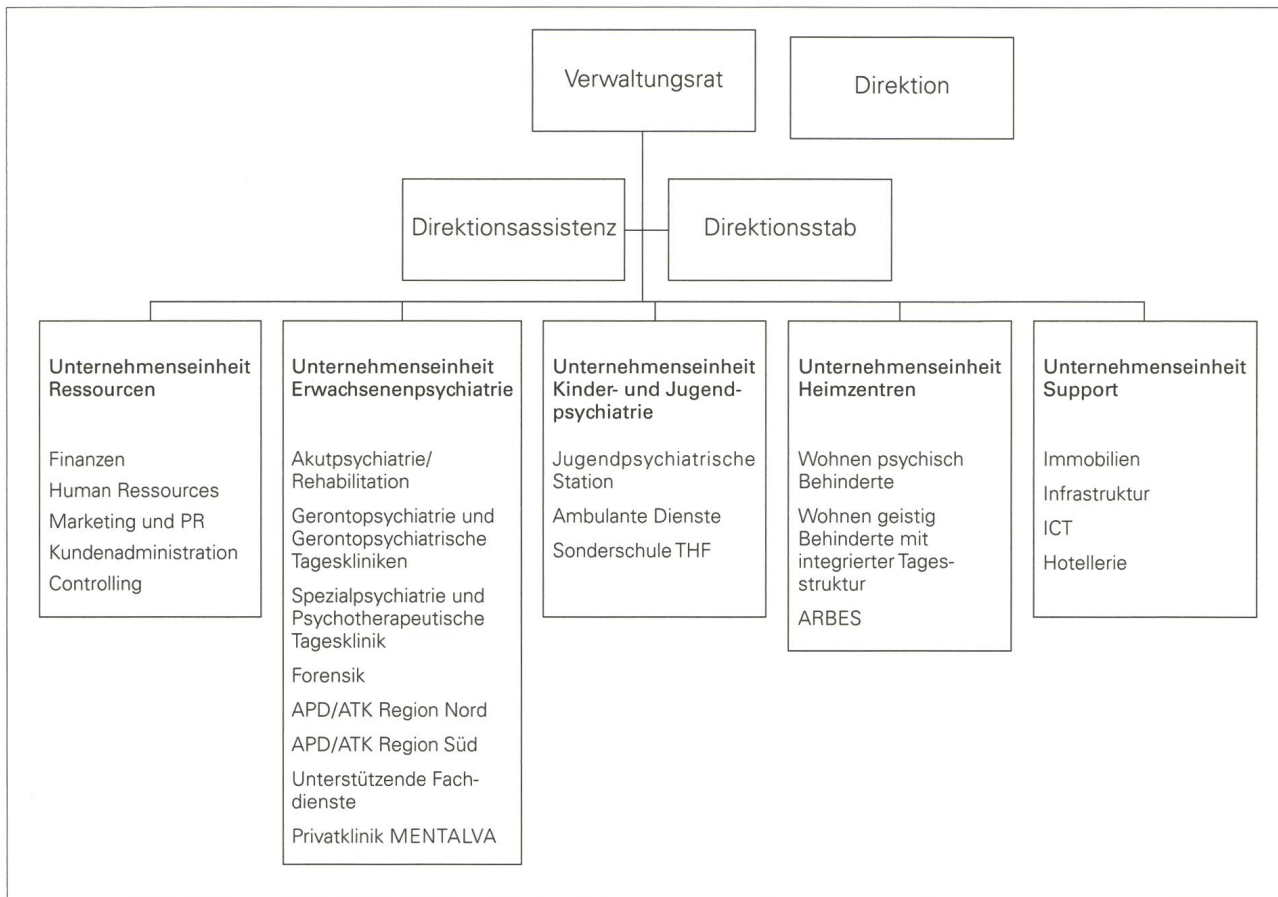 Verwaltungsrat
Direktion
Direktionsassistenz
Direktionsstab
Unternehmenseinheit
Ressourcen
Finanzen
Human Ressources
Marketing und PR
Kundenadministration
Controlling
Unternehmenseinheit
Erwachsenenpsychiatrie
Akutpsychiatrie/
Rehabilitation
Gerontopsychiatrie und
Gerontopsychiatrische
Tageskliniken
Spezialpsychiatrie und
Psychotherapeutische
Tagesklinik
Forensik
APD/ATK Region Nord
APD/ATK Region Süd
Unterstützende Fach-
dienste
Privatklinik MENTALVA
Unternehmenseinheit
Kinder- und Jugend-
psychiatrie
Jugendpsychiatrische
Station
Ambulante Dienste
Sonderschule THF
Unternehmenseinheit
Heimzentren
Wohnen psychisch
Behinderte
Wohnen geistig
Behinderte mit
integrierter Tages-
struktur
ARBES
Unternehmenseinheit
Support
Immobilien
Infrastruktur
ICT
Hotellerie